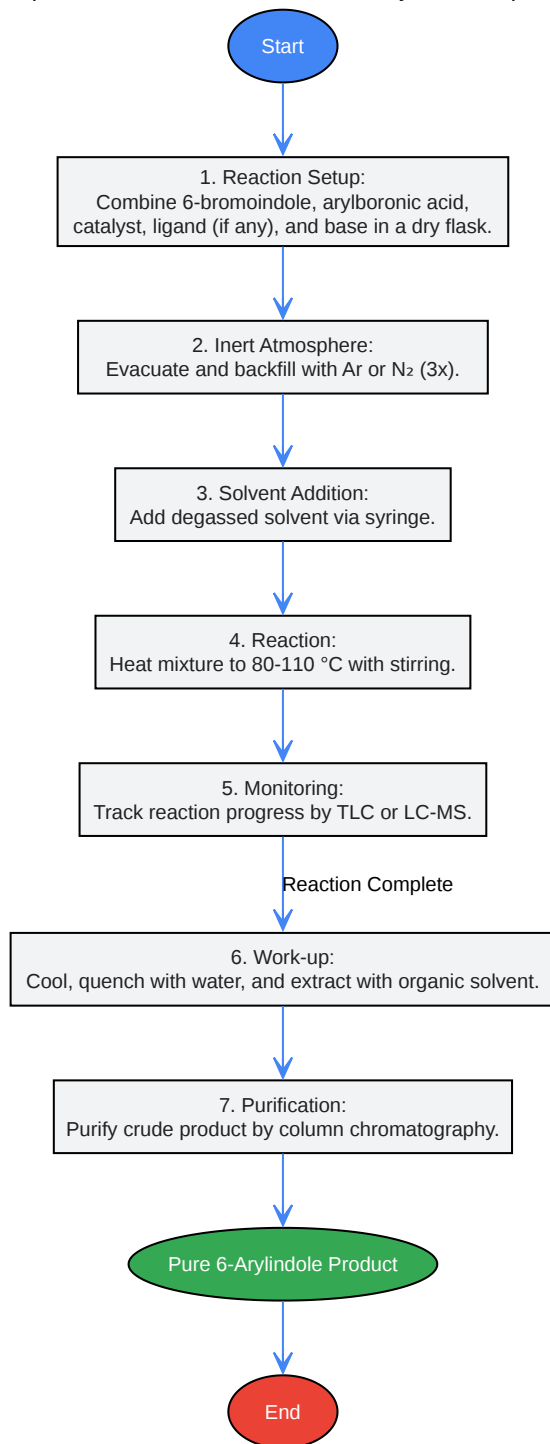 Start
1. Reaction Setup:
Combine 6-bromoindole, arylboronic acid,
catalyst, ligand (if any), and base in a dry flask.
2. Inert Atmosphere:
Evacuate and backfill with Ar or N₂ (3x).
3. Solvent Addition:
Add degassed solvent via syringe.
4. Reaction:
Heat mixture to 80-110 °C with stirring.
5. Monitoring:
Track reaction progress by TLC or LC-MS.
Reaction Complete
6. Work-up:
Cool, quench with water, and extract with organic solvent.
7. Purification:
Purify crude product by column chromatography.
Pure 6-Arylindole Product
End